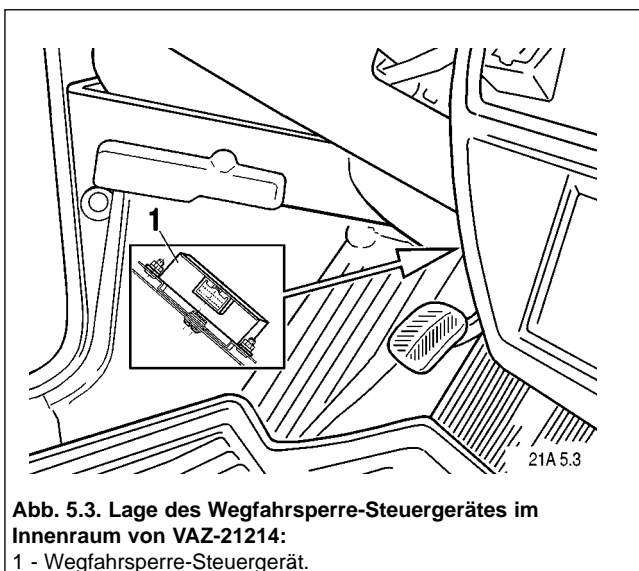 1
21A 5.3
Abb. 5.3. Lage des Wegfahrsperre-Steuergerätes im
Innenraum von VAZ-21214:
1 - Wegfahrsperre-Steuergerät.